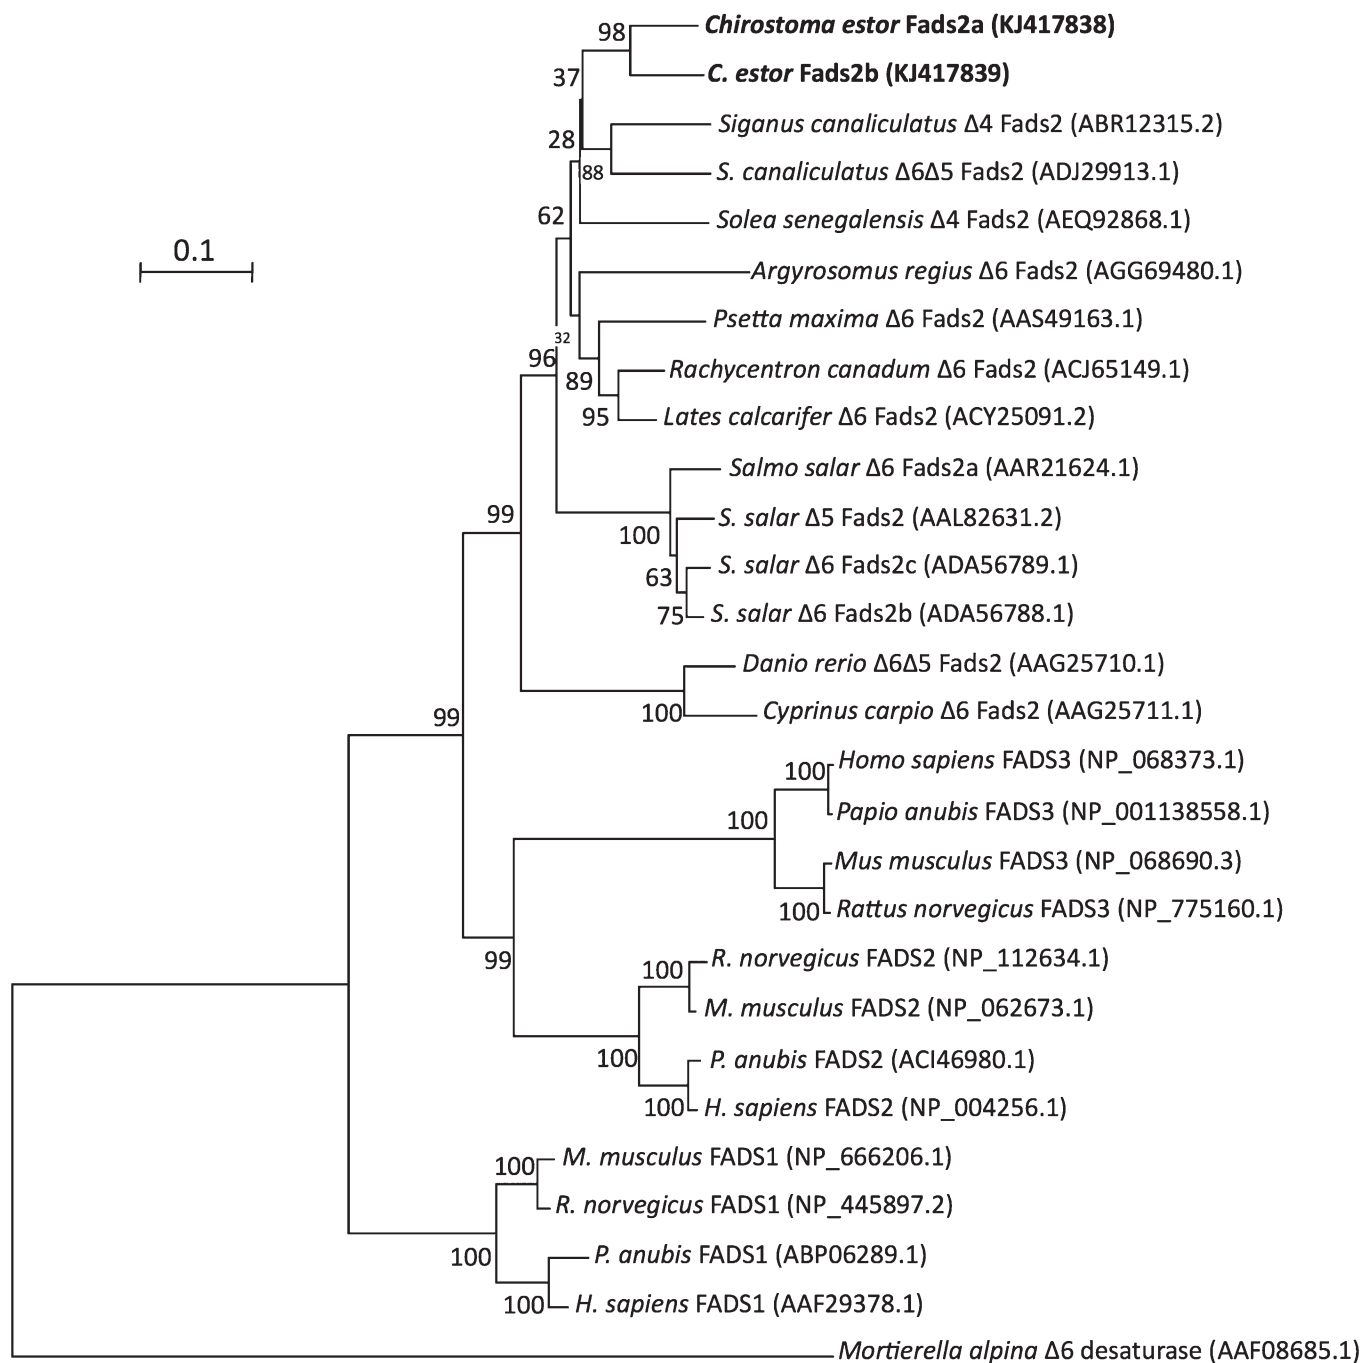 98
Chirostoma estor Fads2a (KJ417838)
37
C. estor Fads2b (KJ417839)
28
Siganus canaliculatus Δ4 Fads2 (ABR12315.2)
88
S. canaliculatus Δ6Δ5 Fads2 (ADJ29913.1)
62
Solea senegalensis Δ4 Fads2 (AEQ92868.1)
0.1
Argyrosomus regius Δ6 Fads2 (AGG69480.1)
Psetta maxima Δ6 Fads2 (AAS49163.1)
32
96
Rachycentron canadum Δ6 Fads2 (ACJ65149.1)
89
95
Lates calcarifer Δ6 Fads2 (ACY25091.2)
Salmo salar Δ6 Fads2a (AAR21624.1)
99
S. salar Δ5 Fads2 (AAL82631.2)
100
S. salar Δ6 Fads2c (ADA56789.1)
63
75
S. salar Δ6 Fads2b (ADA56788.1)
Danio rerio Δ6Δ5 Fads2 (AAG25710.1)
99
100
Cyprinus carpio Δ6 Fads2 (AAG25711.1)
100
Homo sapiens FADS3 (NP_068373.1)
100
Papio anubis FADS3 (NP_001138558.1)
Mus musculus FADS3 (NP_068690.3)
100
Rattus norvegicus FADS3 (NP_775160.1)
99
100
R. norvegicus FADS2 (NP_112634.1)
M. musculus FADS2 (NP_062673.1)
100
P. anubis FADS2 (ACI46980.1)
100
H. sapiens FADS2 (NP_004256.1)
100
M. musculus FADS1 (NP_666206.1)
R. norvegicus FADS1 (NP_445897.2)
100
P. anubis FADS1 (ABP06289.1)
100
H. sapiens FADS1 (AAF29378.1)
Mortierella alpina Δ6 desaturase (AAF08685.1)